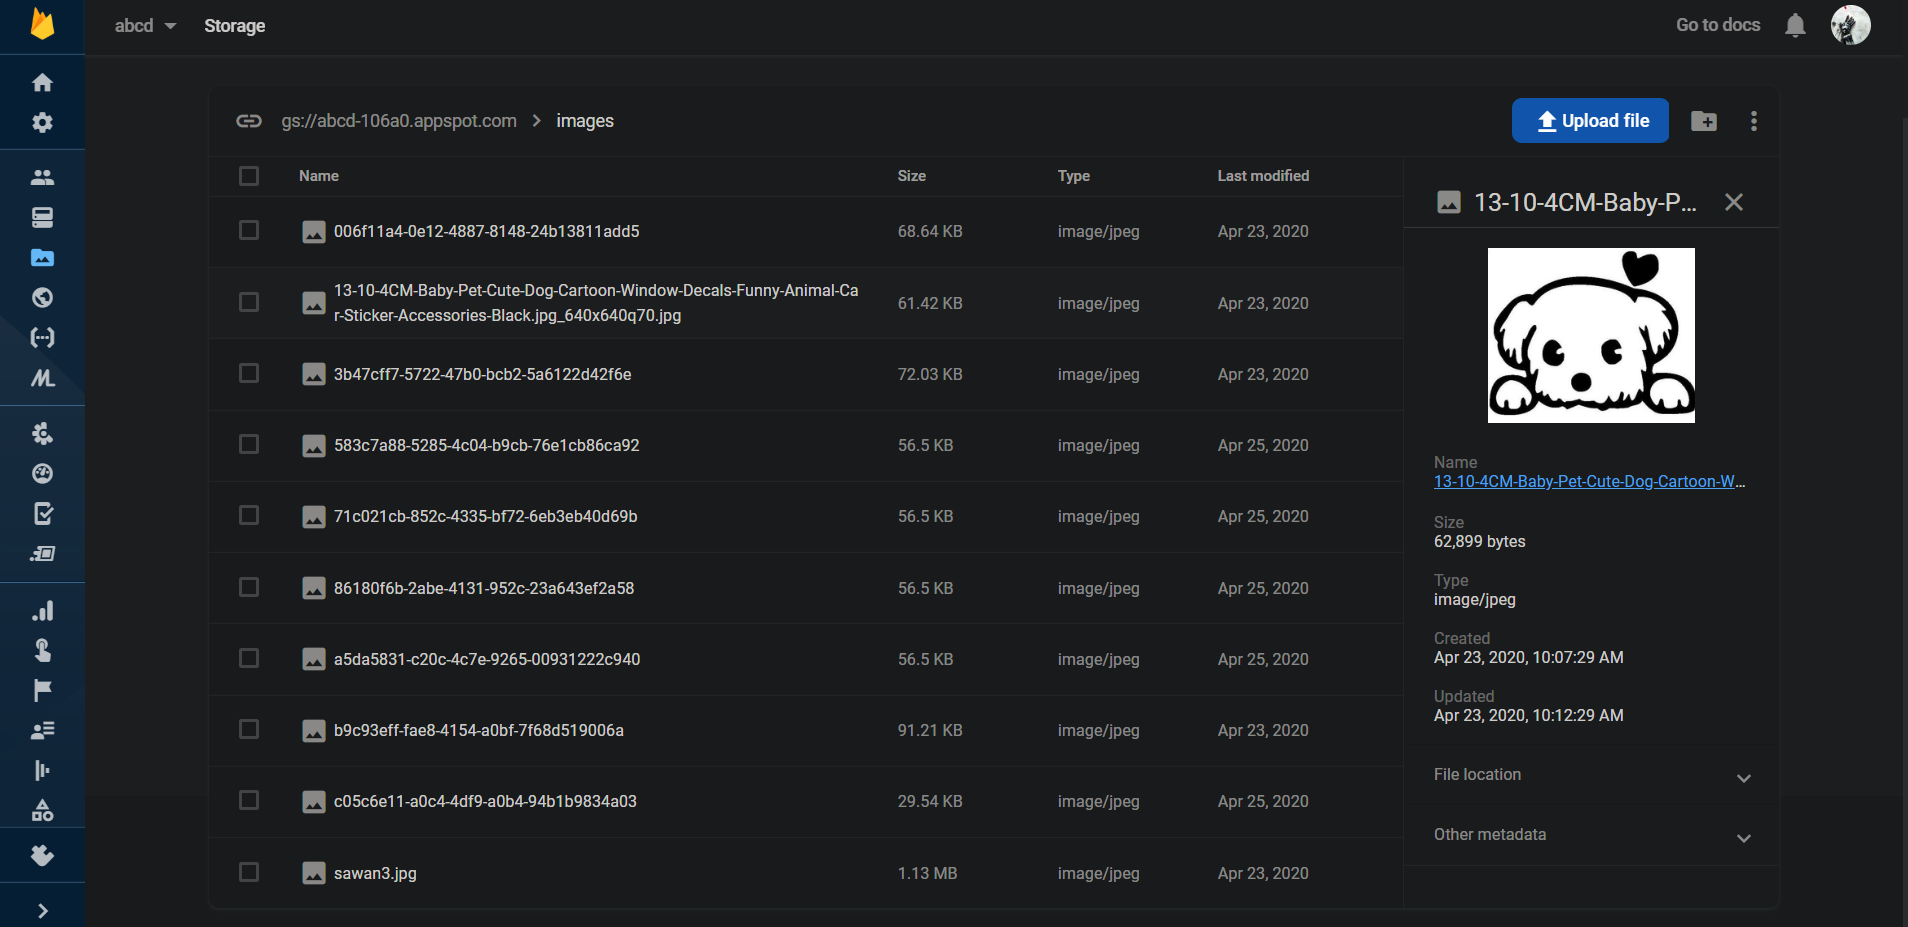 abcd
Storage
Go to docs
gs://abcd-106a0.appspot.com
images
Upload file
Name
Size
Type
Last modified
006f11a4-0e12-4887-8148-24b13811add5
68.64 KB
image/jpeg
Apr 23, 2020
13-10-4CM-Baby-Pet-Cute-Dog-Cartoon-Window-Decals-Funny-Animal-Ca
r-Sticker-Accessories-Black.jpg_640x640q70.jpg
61.42 KB
image/jpeg
Apr 23, 2020
3b47cff7-5722-47b0-bcb2-5a6122d42f6e
72.03 KB
image/jpeg
Apr 23, 2020
583c7a88-5285-4c04-b9cb-76e1cb86ca92
56.5 KB
image/jpeg
Apr 25, 2020
71c021cb-852c-4335-bf72-6eb3eb40d69b
56.5 KB
image/jpeg
Apr 25, 2020
86180f6b-2abe-4131-952c-23a643ef2a58
56.5 KB
image/jpeg
Apr 25, 2020
a5da5831-c20c-4c7e-9265-00931222c940
56.5 KB
image/jpeg
Apr 25, 2020
b9c93eff-fae8-4154-a0bf-7f68d519006a
91.21 KB
image/jpeg
Apr 23, 2020
c05c6e11-a0c4-4df9-a0b4-94b1b9834a03
29.54 KB
image/jpeg
Apr 25, 2020
sawan3.jpg
1.13 MB
image/jpeg
Apr 23, 2020
13-10-4CM-Baby-P...
Name
13-10-4CM-Baby-Pet-Cute-Dog-Cartoon-W...
Size
62,899 bytes
Type
image/jpeg
Created
Apr 23, 2020, 10:07:29 AM
Updated
Apr 23, 2020, 10:12:29 AM
File location
Other metadata